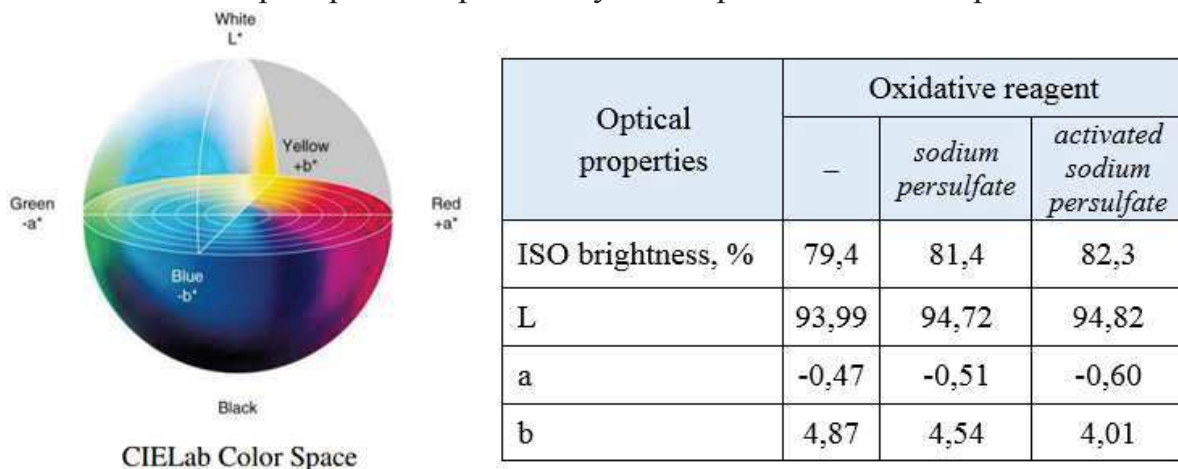 White
L*
Yellow
+b*
Green
-a*
Red
+a*
Blue
-b*
Black
CIELab Color Space
Optical
properties
Oxidative reagent
–
sodium
persulfate
activated
sodium
persulfate
ISO brightness, % 79,4 81,4 82,3
L 93,99 94,72 94,82
a -0,47 -0,51 -0,60
b 4,87 4,54 4,01